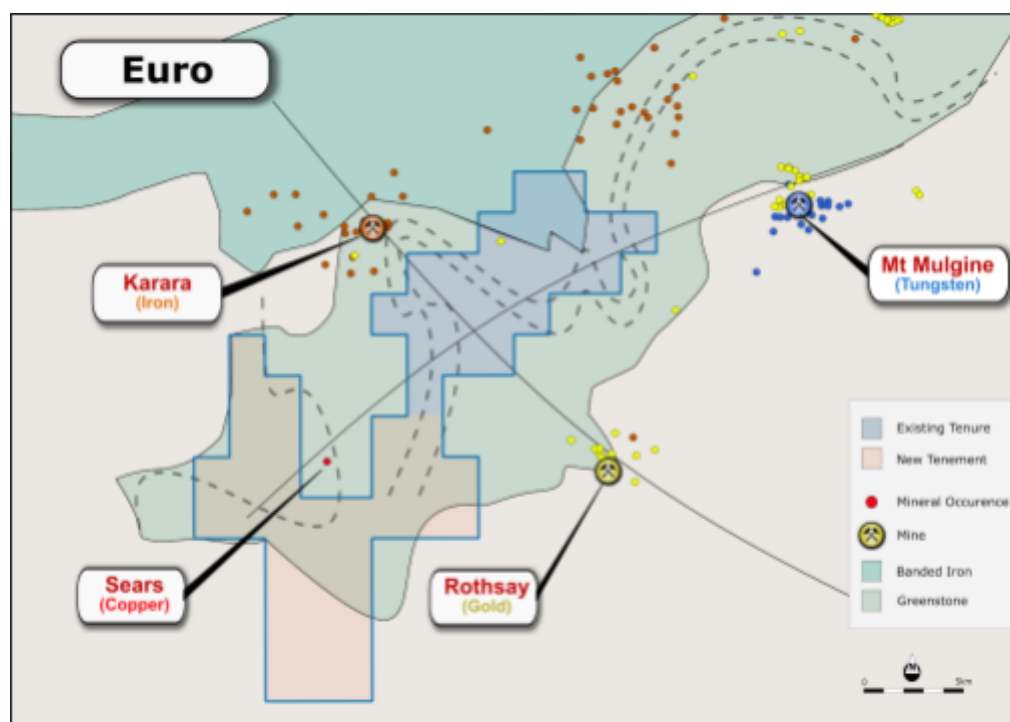 Euro
Karara
(Iron)
Mt Mulgine
(Tungsten)
Sears
(Copper)
Rothsay
(Gold)
Existing Tenure
New Tenement
Mineral Occurence
Mine
Banded Iron
Greenstone
0 5km